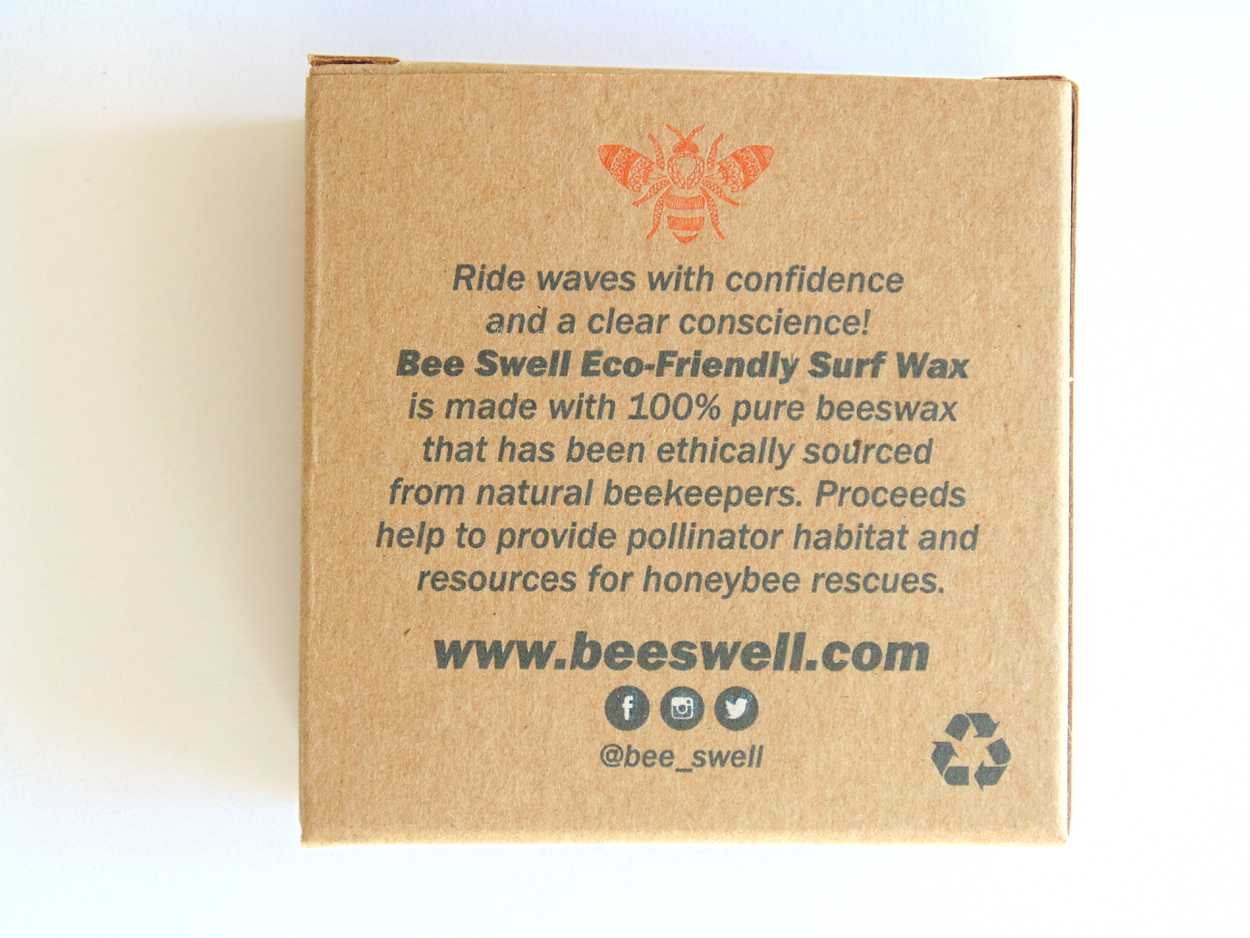 Ride waves with confidence
and a clear conscience!
Bee Swell Eco-Friendly Surf Wax
is made with 100% pure beeswax
that has been ethically sourced
from natural beekeepers. Proceeds
help to provide pollinator habitat and
resources for honeybee rescues.
www.beeswell.com
@bee_swell